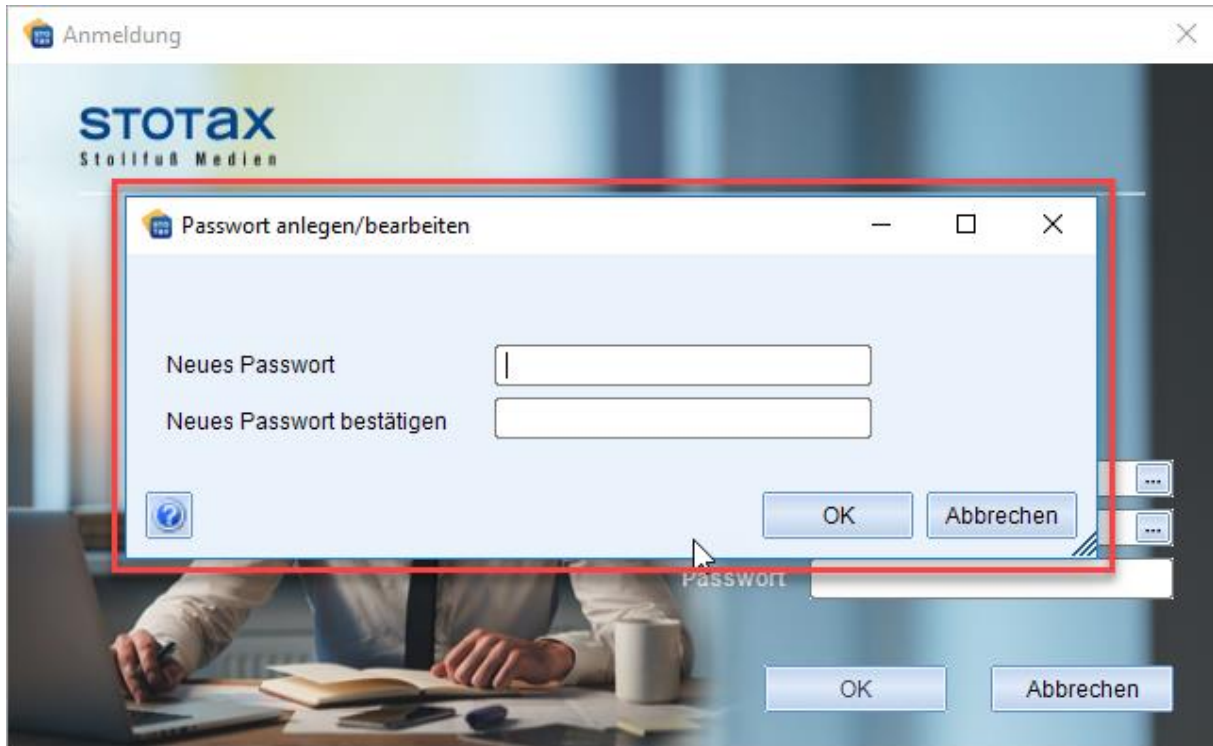 Anmeldung
STOTAX
Stollfuß Medien
Passwort anlegen/bearbeiten
Neues Passwort
Neues Passwort bestätigen
...
OK
Abbrechen
...
Passwort
OK
Abbrechen